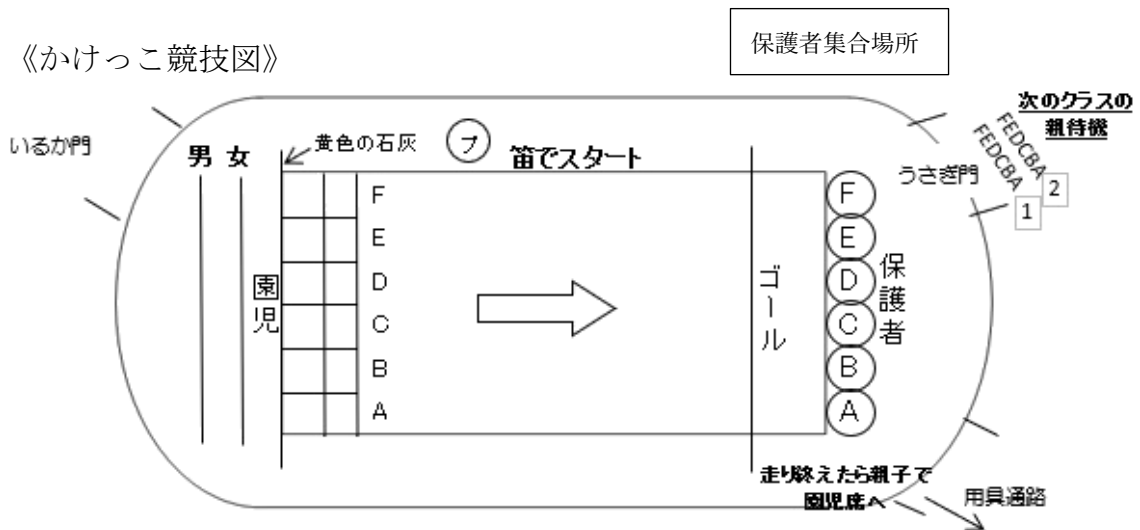 保護者集合場所
《かけっこ競技図》
次のクラスの
親待機
いるか門
男 女
黄色の石灰
プ
笛でスタート
うさぎ門
FEDCBA
FEDCBA
1
2
F
E
D
C
B
A
園児
ゴール
F
E
D
C
B
A
保護者
走り終えたら親子で
園児席へ
用具通路